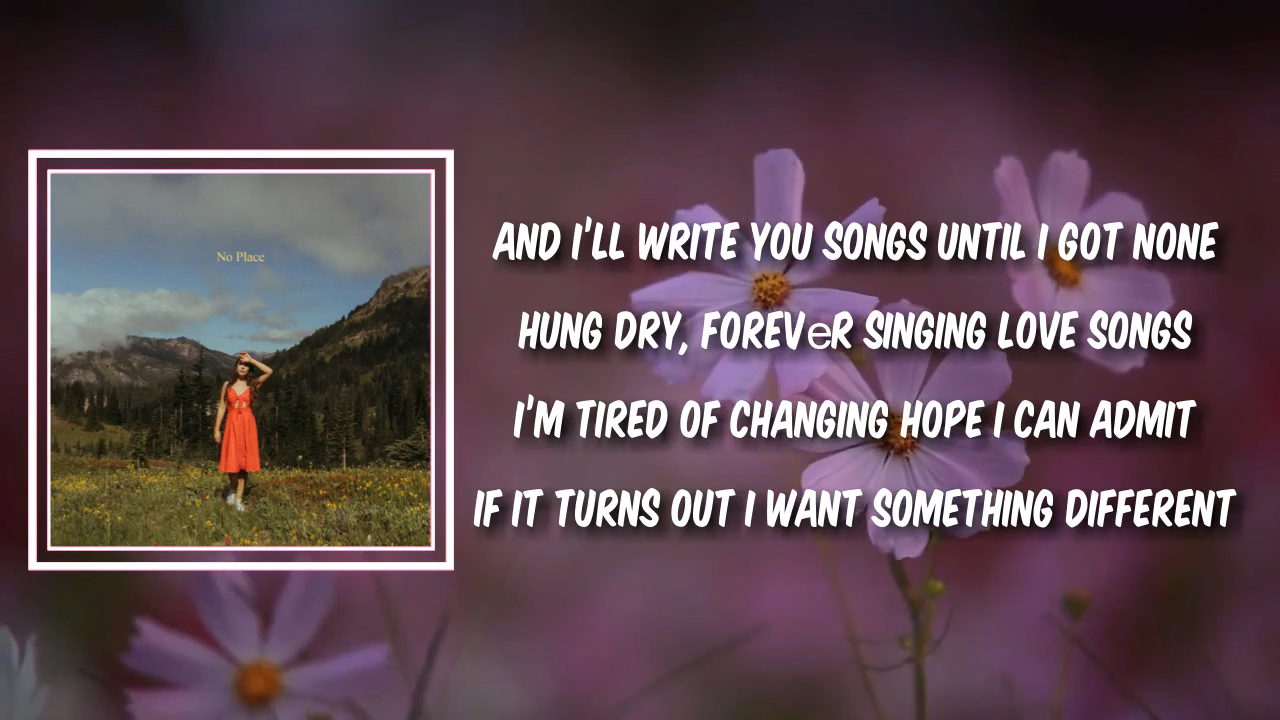 No Place
AND I'LL WRITE YOU SONGS UNTIL I GOT NONE
HUNG DRY, FOREVeR SINGING LOVE SONGS
I'M TIRED OF CHANGING HOPE I CAN ADMIT
IF IT TURNS OUT I WANT SOMETHING DIFFERENT